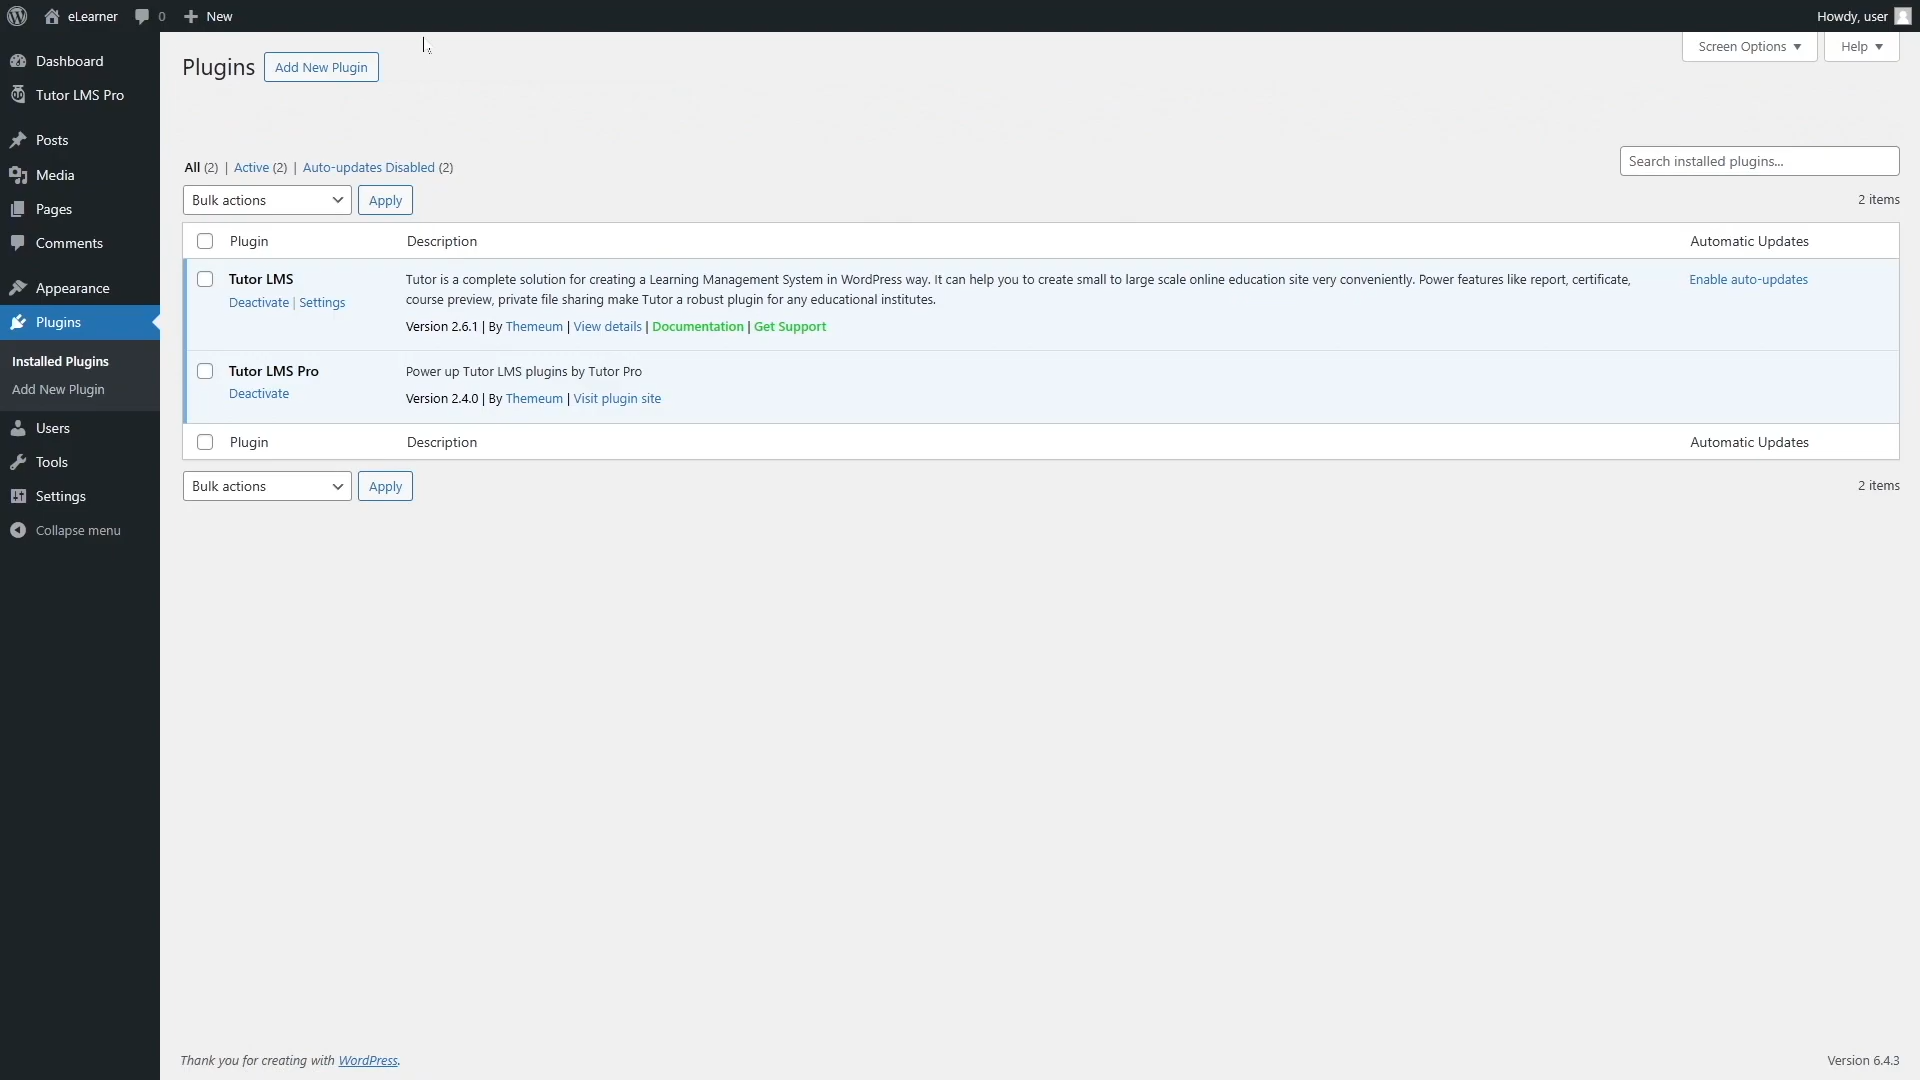 eLearner 0 New Howdy, user
Dashboard
Tutor LMS Pro
Posts
Media
Pages
Comments
Appearance
Plugins
Installed Plugins
Add New Plugin
Users
Tools
Settings
Collapse menu
Screen Options Help
Plugins Add New Plugin
All (2) | Active (2) | Auto-updates Disabled (2)
Search installed plugins...
Bulk actions Apply 2 items
Plugin Description Automatic Updates
Tutor LMS
Deactivate | Settings
Tutor is a complete solution for creating a Learning Management System in WordPress way. It can help you to create small to large scale online education site very conveniently. Power features like report, certificate,
course preview, private file sharing make Tutor a robust plugin for any educational institutes.
Version 2.6.1 | By Themeum | View details | Documentation | Get Support
Enable auto-updates
Tutor LMS Pro
Deactivate
Power up Tutor LMS plugins by Tutor Pro
Version 2.4.0 | By Themeum | Visit plugin site
Plugin Description Automatic Updates
Bulk actions Apply 2 items
Thank you for creating with WordPress. Version 6.4.3